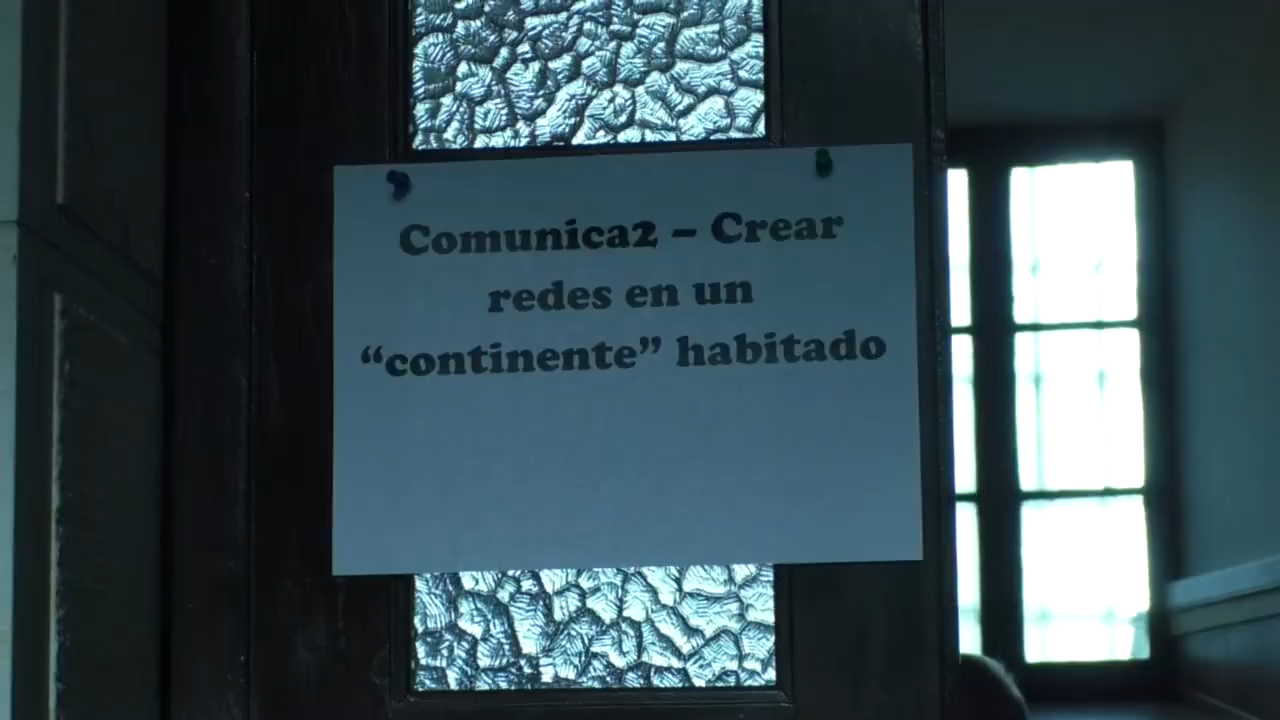 Comunica2 – Crear
redes en un
“continente” habitado